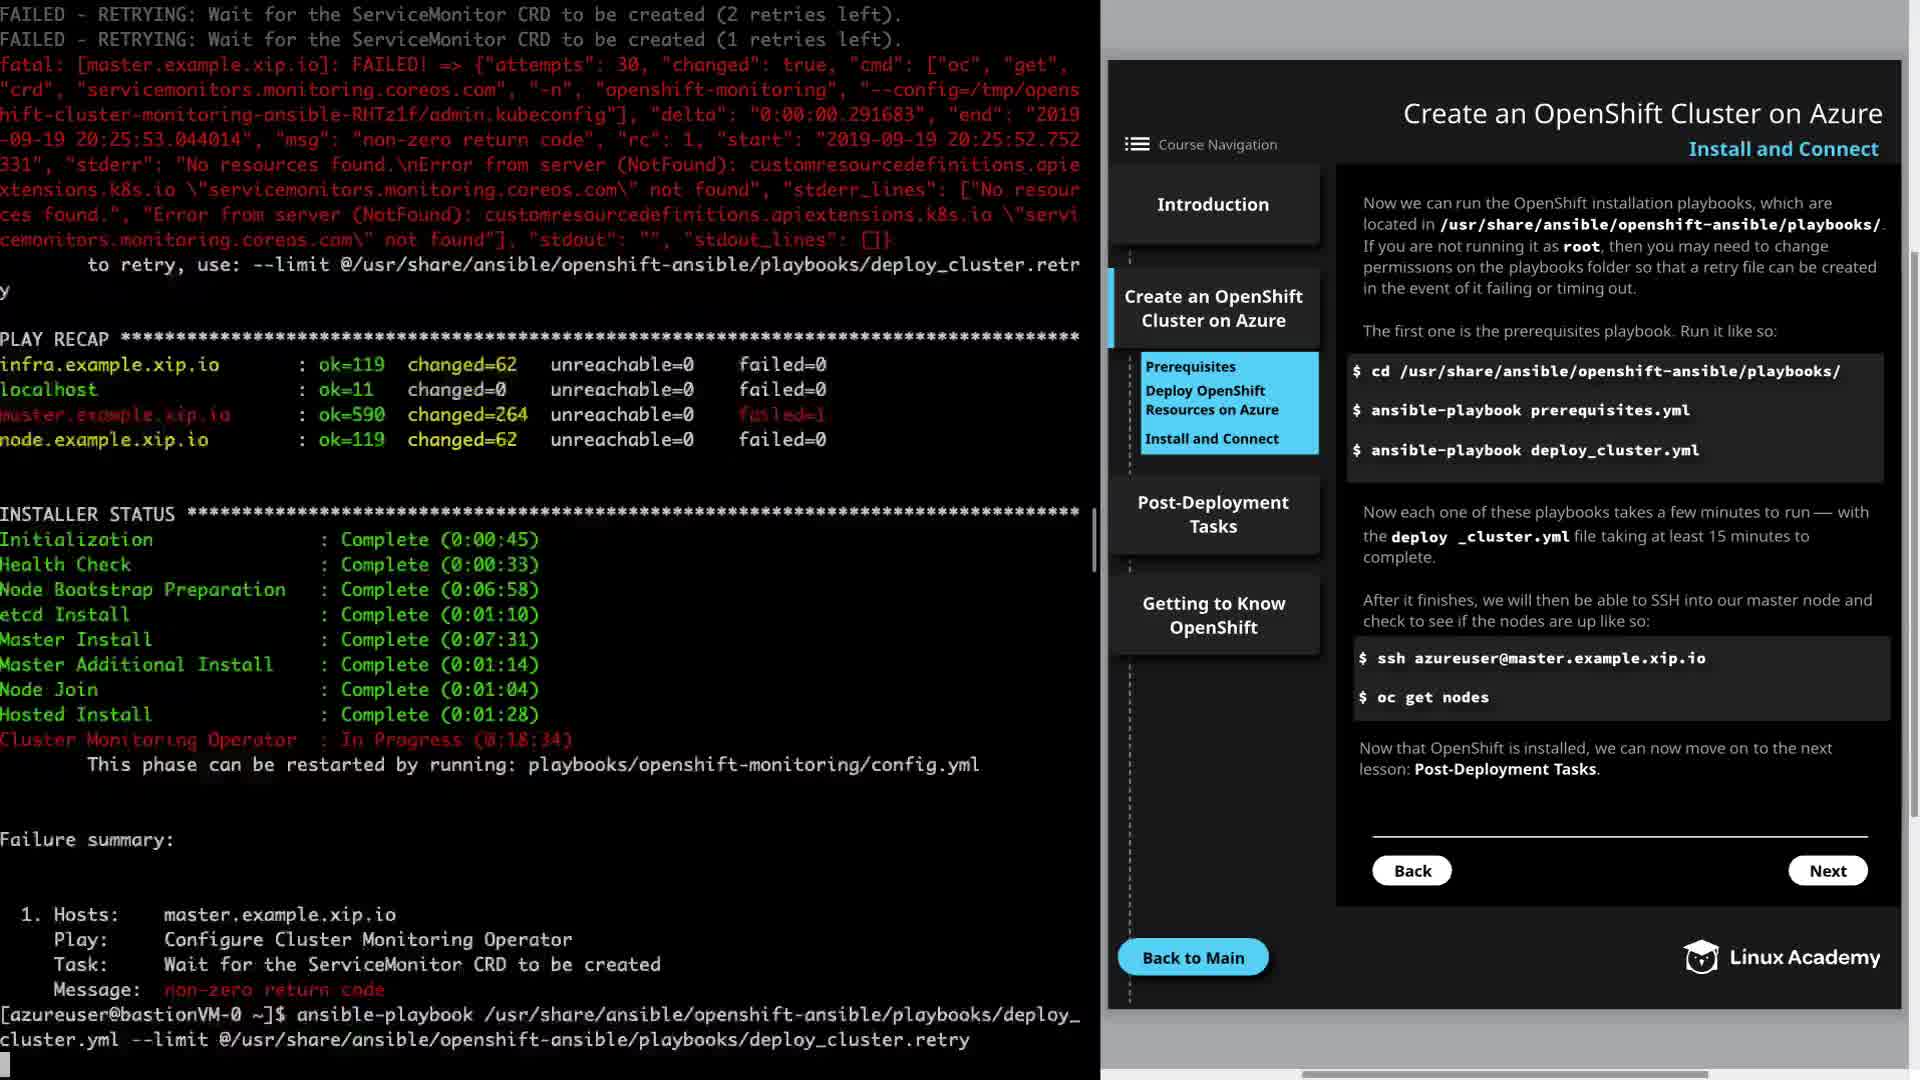 FAILED - RETRYING: Wait for the ServiceMonitor CRD to be created (2 retries left).
FAILED - RETRYING: Wait for the ServiceMonitor CRD to be created (1 retries left).
fatal: [master.example.xip.io]: FAILED! => {"attempts": 30, "changed": true, "cmd": ["oc", "get",
"crd", "servicemonitors.monitoring.coreos.com", "-n", "openshift-monitoring", "--config=/tmp/opens
hift-cluster-monitoring-ansible-RHTz1f/admin.kubeconfig"], "delta": "0:00:00.291683", "end": "2019
-09-19 20:25:53.044014", "msg": "non-zero return code", "rc": 1, "start": "2019-09-19 20:25:52.752
331", "stderr": "No resources found.\nError from server (NotFound): customresourcedefinitions.apie
xtensions.k8s.io \"servicemonitors.monitoring.coreos.com\" not found", "stderr_lines": ["No resour
ces found.", "Error from server (NotFound): customresourcedefinitions.apiextensions.k8s.io \"servi
cemonitors.monitoring.coreos.com\" not found"], "stdout": "", "stdout_lines": []}
to retry, use: --limit @/usr/share/ansible/openshift-ansible/playbooks/deploy_cluster.retr
y
PLAY RECAP ***************************************************************************************
infra.example.xip.io : ok=119 changed=62 unreachable=0 failed=0
localhost : ok=11 changed=0 unreachable=0 failed=0
master.example.xip.io : ok=590 changed=264 unreachable=0 failed=1
node.example.xip.io : ok=119 changed=62 unreachable=0 failed=0
INSTALLER STATUS *********************************************************************************
Initialization : Complete (0:00:45)
Health Check : Complete (0:00:33)
Node Bootstrap Preparation : Complete (0:06:58)
etcd Install : Complete (0:01:10)
Master Install : Complete (0:07:31)
Master Additional Install : Complete (0:01:14)
Node Join : Complete (0:01:04)
Hosted Install : Complete (0:01:28)
Cluster Monitoring Operator : In Progress (0:18:34)
This phase can be restarted by running: playbooks/openshift-monitoring/config.yml
Failure summary:
1. Hosts: master.example.xip.io
Play: Configure Cluster Monitoring Operator
Task: Wait for the ServiceMonitor CRD to be created
Message: non-zero return code
[azureuser@bastionVM-0 ~]$ ansible-playbook /usr/share/ansible/openshift-ansible/playbooks/deploy_
cluster.yml --limit @/usr/share/ansible/openshift-ansible/playbooks/deploy_cluster.retry
Create an OpenShift Cluster on Azure
Install and Connect
Course Navigation
Introduction
Create an OpenShift
Cluster on Azure
Prerequisites
Deploy OpenShift
Resources on Azure
Install and Connect
Post-Deployment
Tasks
Getting to Know
OpenShift
Back to Main
Now we can run the OpenShift installation playbooks, which are
located in /usr/share/ansible/openshift-ansible/playbooks/.
If you are not running it as root, then you may need to change
permissions on the playbooks folder so that a retry file can be created
in the event of it failing or timing out.
The first one is the prerequisites playbook. Run it like so:
$ cd /usr/share/ansible/openshift-ansible/playbooks/
$ ansible-playbook prerequisites.yml
$ ansible-playbook deploy_cluster.yml
Now each one of these playbooks takes a few minutes to run— with
the deploy _cluster.yml file taking at least 15 minutes to
complete.
After it finishes, we will then be able to SSH into our master node and
check to see if the nodes are up like so:
$ ssh azureuser@master.example.xip.io
$ oc get nodes
Now that OpenShift is installed, we can now move on to the next
lesson: Post-Deployment Tasks.
Back
Next
Linux Academy